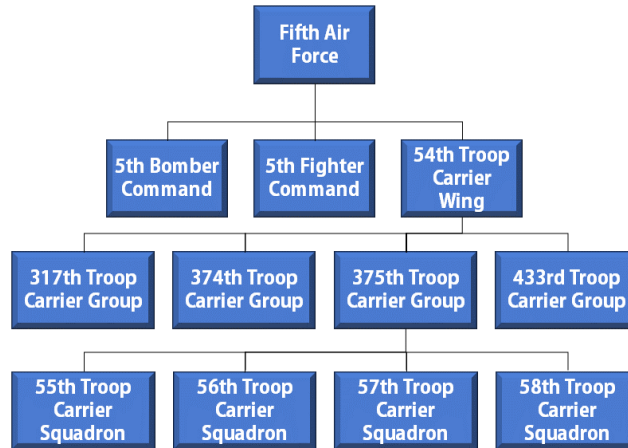 Fifth Air
Force
5th Bomber
Command
5th Fighter
Command
54th Troop
Carrier
Wing
317th Troop
Carrier Group
374th Troop
Carrier Group
375th Troop
Carrier Group
433rd Troop
Carrier Group
55th Troop
Carrier
Squadron
56th Troop
Carrier
Squadron
57th Troop
Carrier
Squadron
58th Troop
Carrier
Squadron